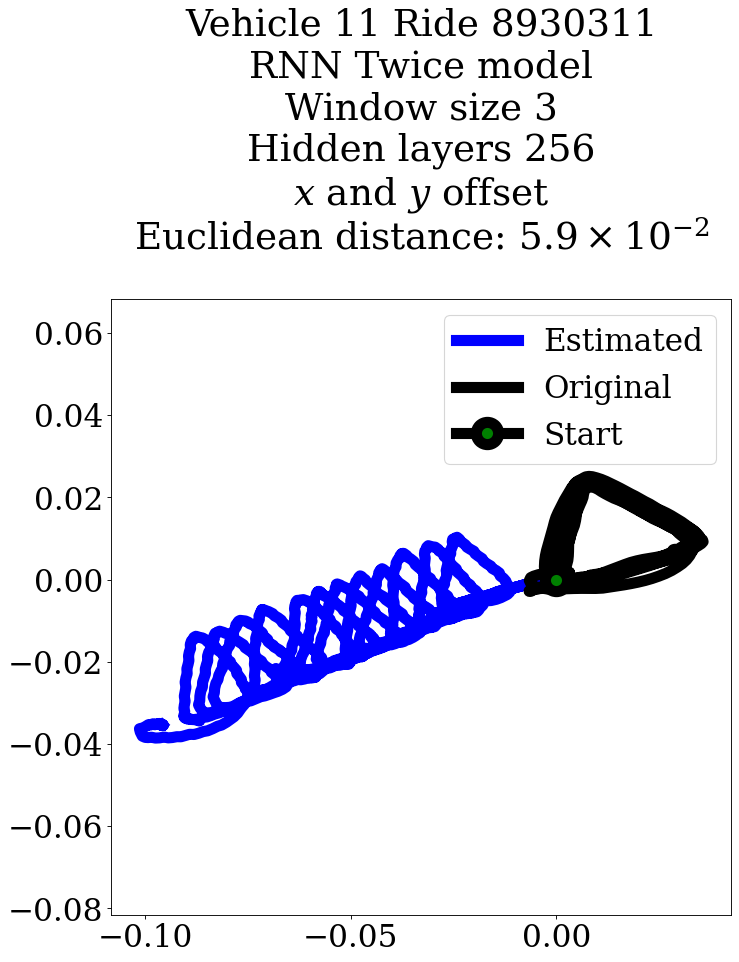 Vehicle 11 Ride 8930311
RNN Twice model
Window size 3
Hidden layers 256
x and y offset
Euclidean distance: 5.9 × 10⁻²
Estimated
Original
Start
0.06
0.04
0.02
0.00
−0.02
−0.04
−0.06
−0.08
−0.10
−0.05
0.00